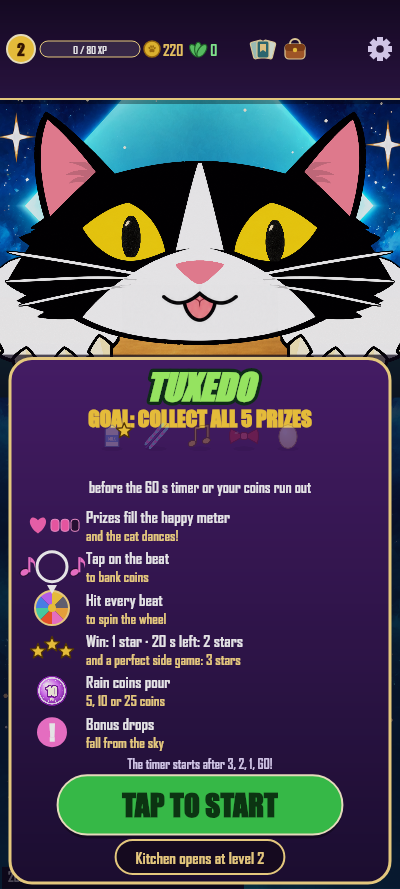 2
0 / 80 XP
220
0
TUXEDO
GOAL: COLLECT ALL 5 PRIZES
before the 60 s timer or your coins run out
Prizes fill the happy meter
and the cat dances!
Tap on the beat
to bank coins
Hit every beat
to spin the wheel
Win: 1 star · 20 s left: 2 stars
and a perfect side game: 3 stars
10
Rain coins pour
5, 10 or 25 coins
!
Bonus drops
fall from the sky
The timer starts after 3, 2, 1, GO!
TAP TO START
Kitchen opens at level 2